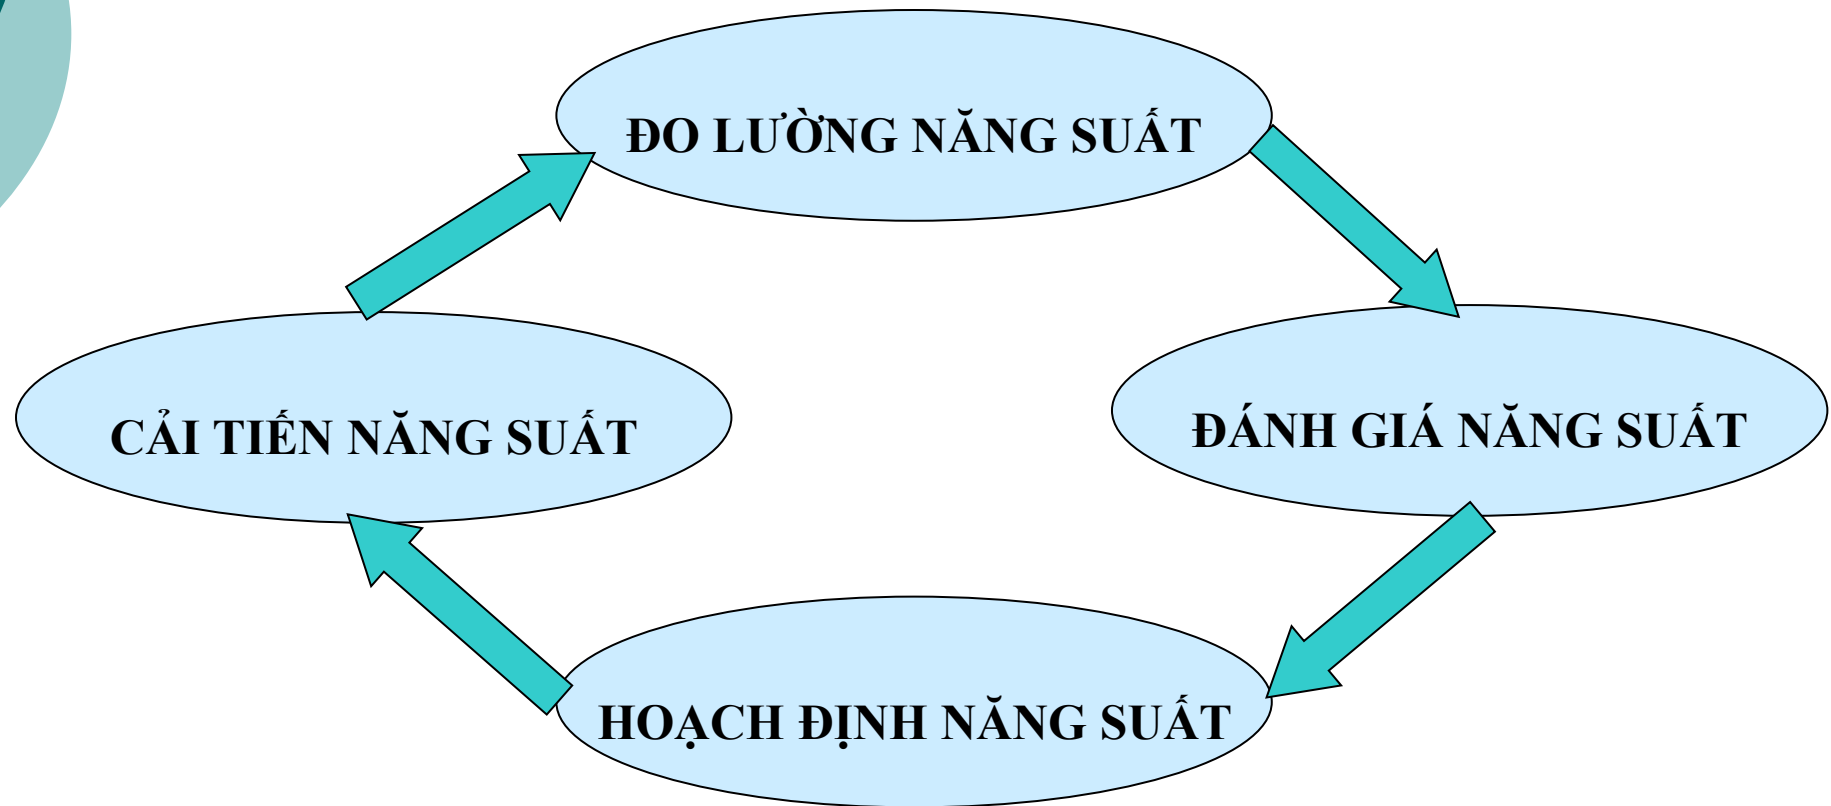 ĐO LƯỜNG NĂNG SUẤT
CẢI TIẾN NĂNG SUẤT
ĐÁNH GIÁ NĂNG SUẤT
HOẠCH ĐỊNH NĂNG SUẤT